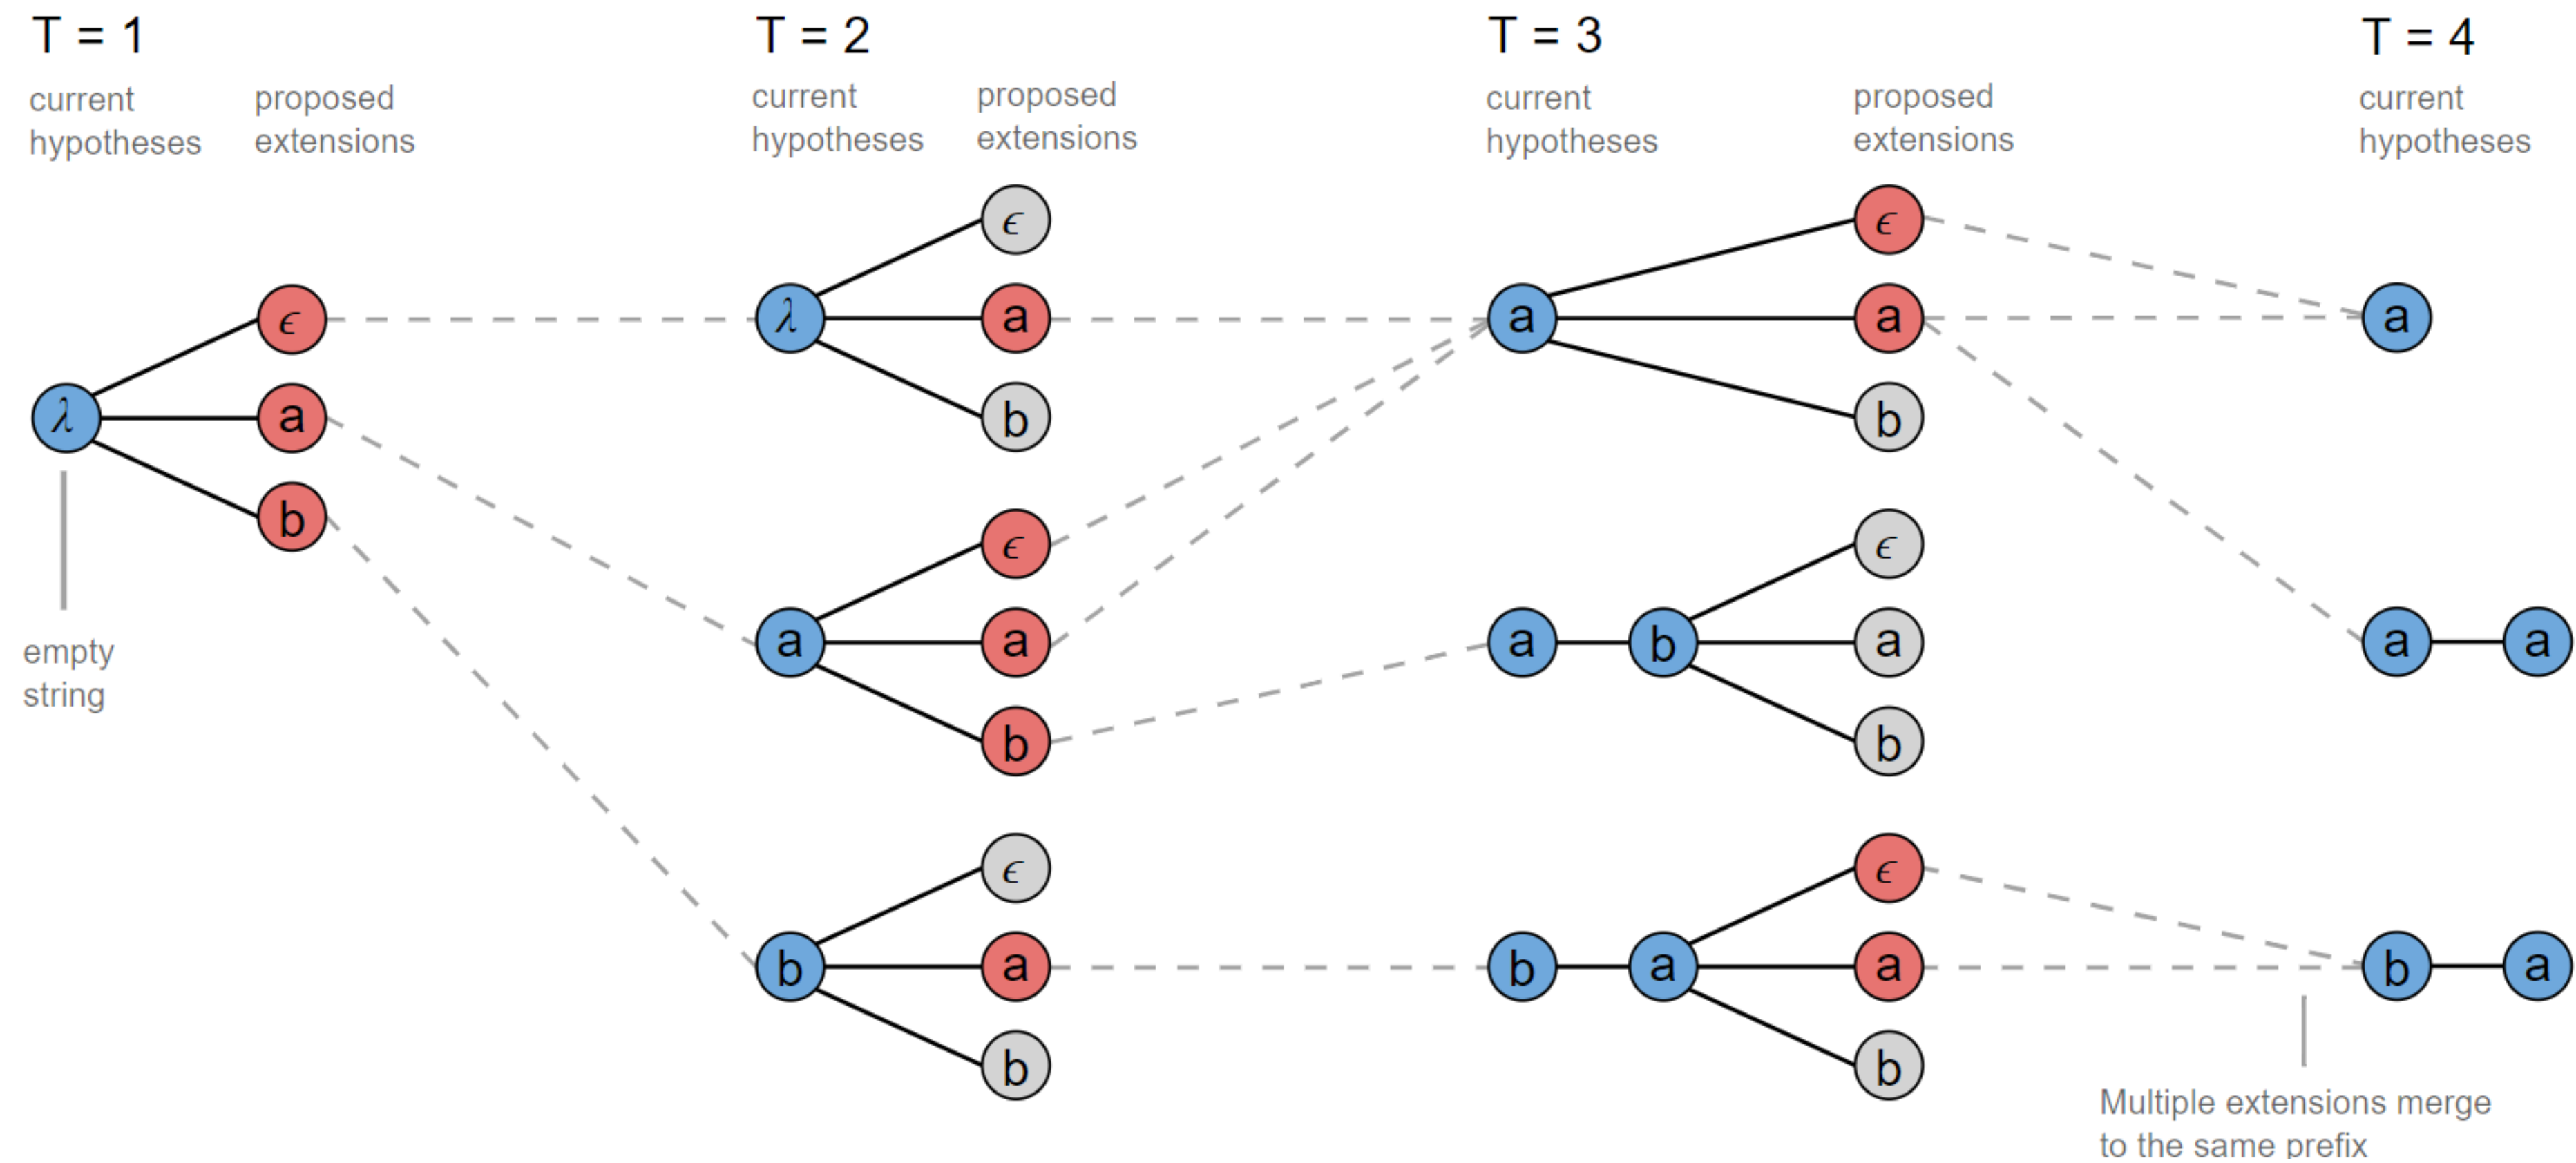 T = 1
T = 2
T = 3
T = 4
current
hypotheses
proposed
extensions
current
hypotheses
proposed
extensions
current
hypotheses
proposed
extensions
current
hypotheses
λ
ϵ
a
b
empty
string
λ
ϵ
a
b
a
ϵ
a
b
b
ϵ
a
b
a
ϵ
a
b
a b
ϵ
a
b
b a
ϵ
a
b
a
a a
b a
Multiple extensions merge
to the same prefix